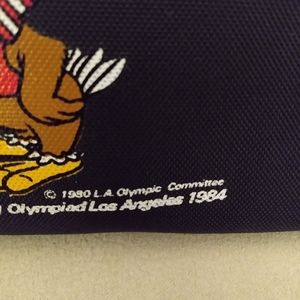 © 1980 L.A. Olympic Committee
Olympiad Los Angeles 1984